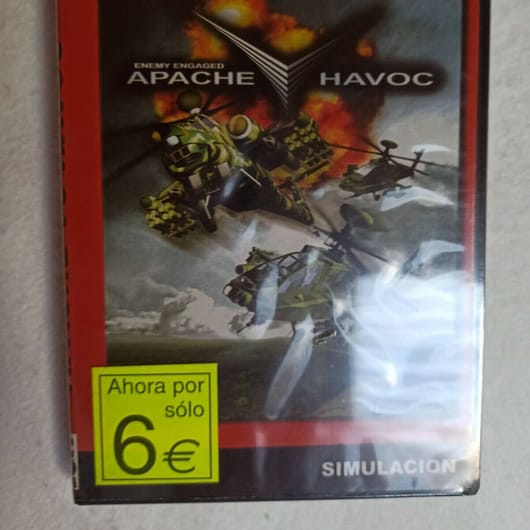 ENEMY ENGAGED
APACHE HAVOC
Ahora por
sólo
6€
SIMULACION